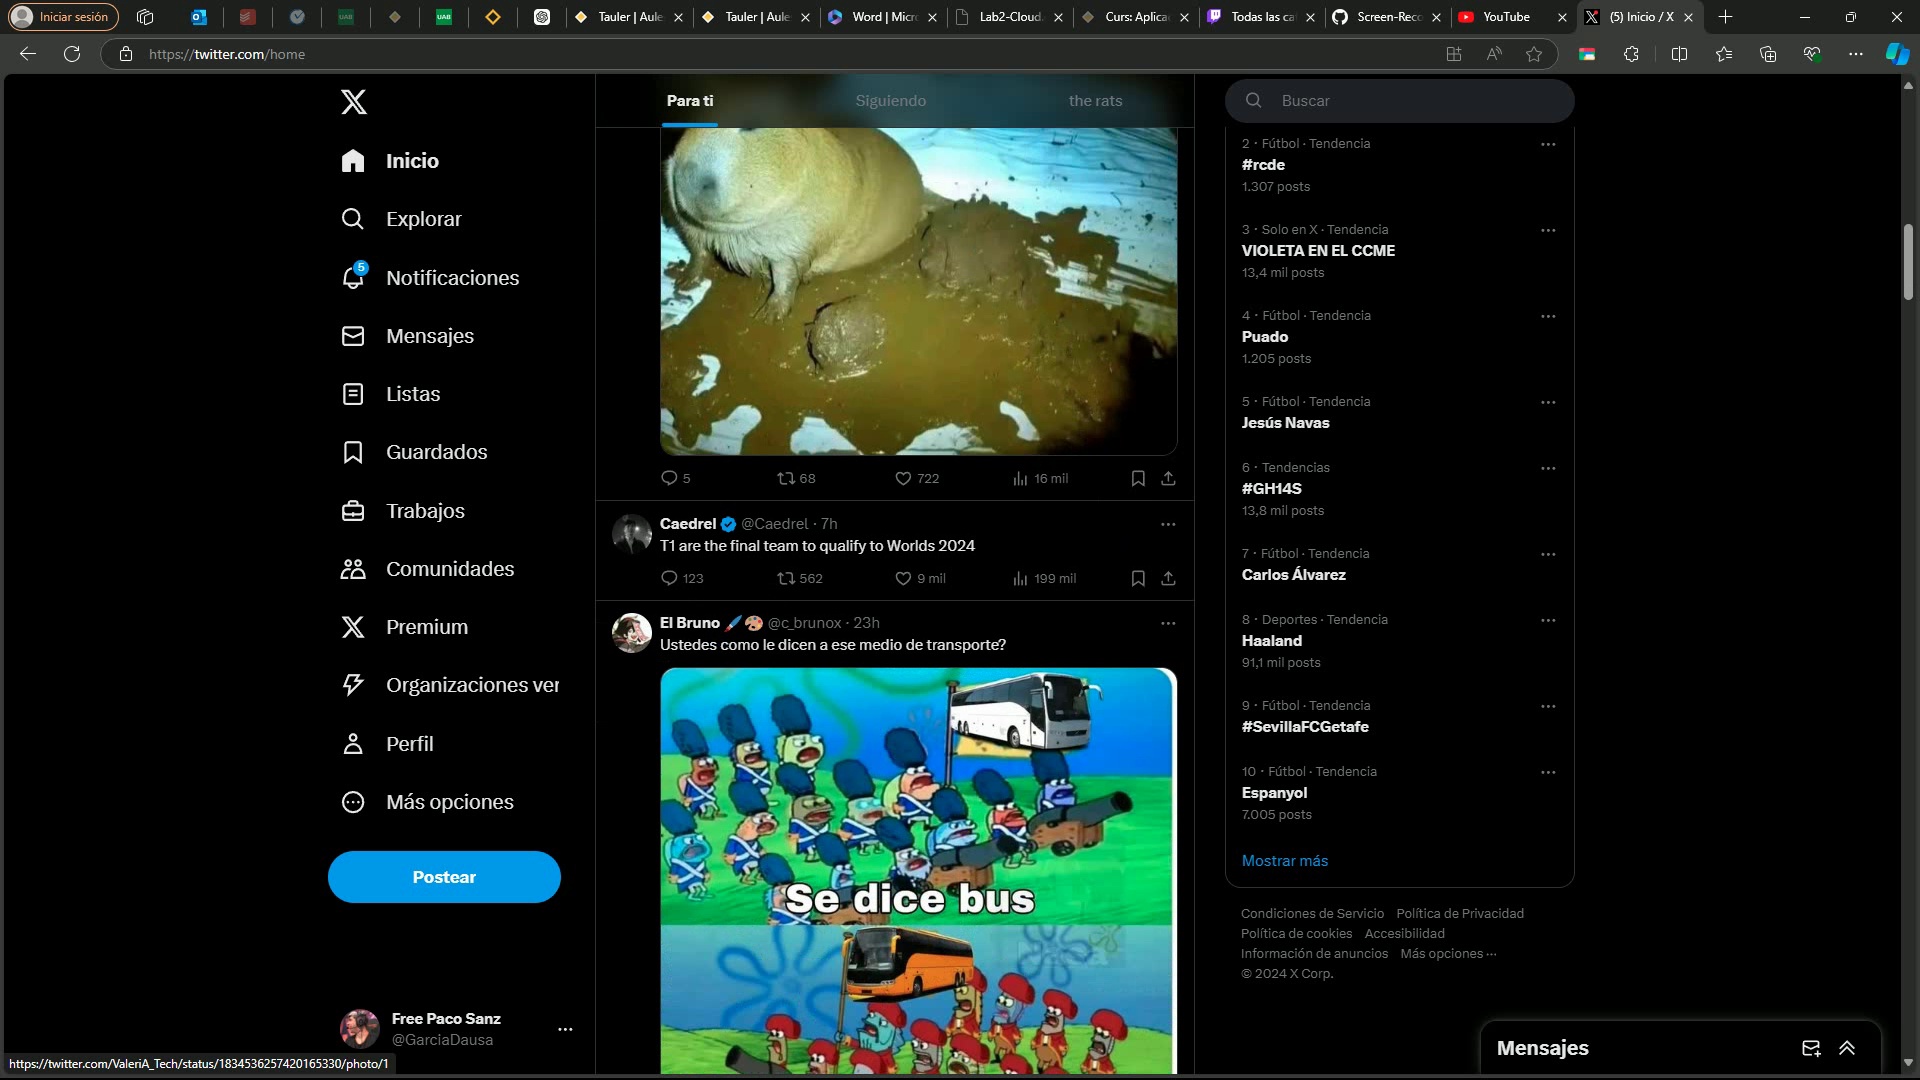 Iniciar sesión
UAB
UAB
Tauler | Aule
Tauler | Aule
Word | Micr
Lab2-Cloud.
Curs: Aplica
Todas las ca
Screen-Reco
YouTube
(5) Inicio / X
https://twitter.com/home
Inicio
Explorar
5
Notificaciones
Mensajes
Listas
Guardados
Trabajos
Comunidades
Premium
Organizaciones ver
Perfil
Más opciones
Postear
Free Paco Sanz
@GarciaDausa
https://twitter.com/ValeriA_Tech/status/1834536257420165330/photo/1
Para ti
Siguiendo
the rats
5
68
722
16 mil
Caedrel @Caedrel · 7h
T1 are the final team to qualify to Worlds 2024
123
562
9 mil
199 mil
El Bruno @c_brunox · 23h
Ustedes como le dicen a ese medio de transporte?
Se dice bus
Buscar
2 · Fútbol · Tendencia
#rcde
1.307 posts
3 · Solo en X · Tendencia
VIOLETA EN EL CCME
13,4 mil posts
4 · Fútbol · Tendencia
Puado
1.205 posts
5 · Fútbol · Tendencia
Jesús Navas
6 · Tendencias
#GH14S
13,8 mil posts
7 · Fútbol · Tendencia
Carlos Álvarez
8 · Deportes · Tendencia
Haaland
91,1 mil posts
9 · Fútbol · Tendencia
#SevillaFCGetafe
10 · Fútbol · Tendencia
Espanyol
7.005 posts
Mostrar más
Condiciones de Servicio Política de Privacidad
Política de cookies Accesibilidad
Información de anuncios Más opciones ···
© 2024 X Corp.
Mensajes